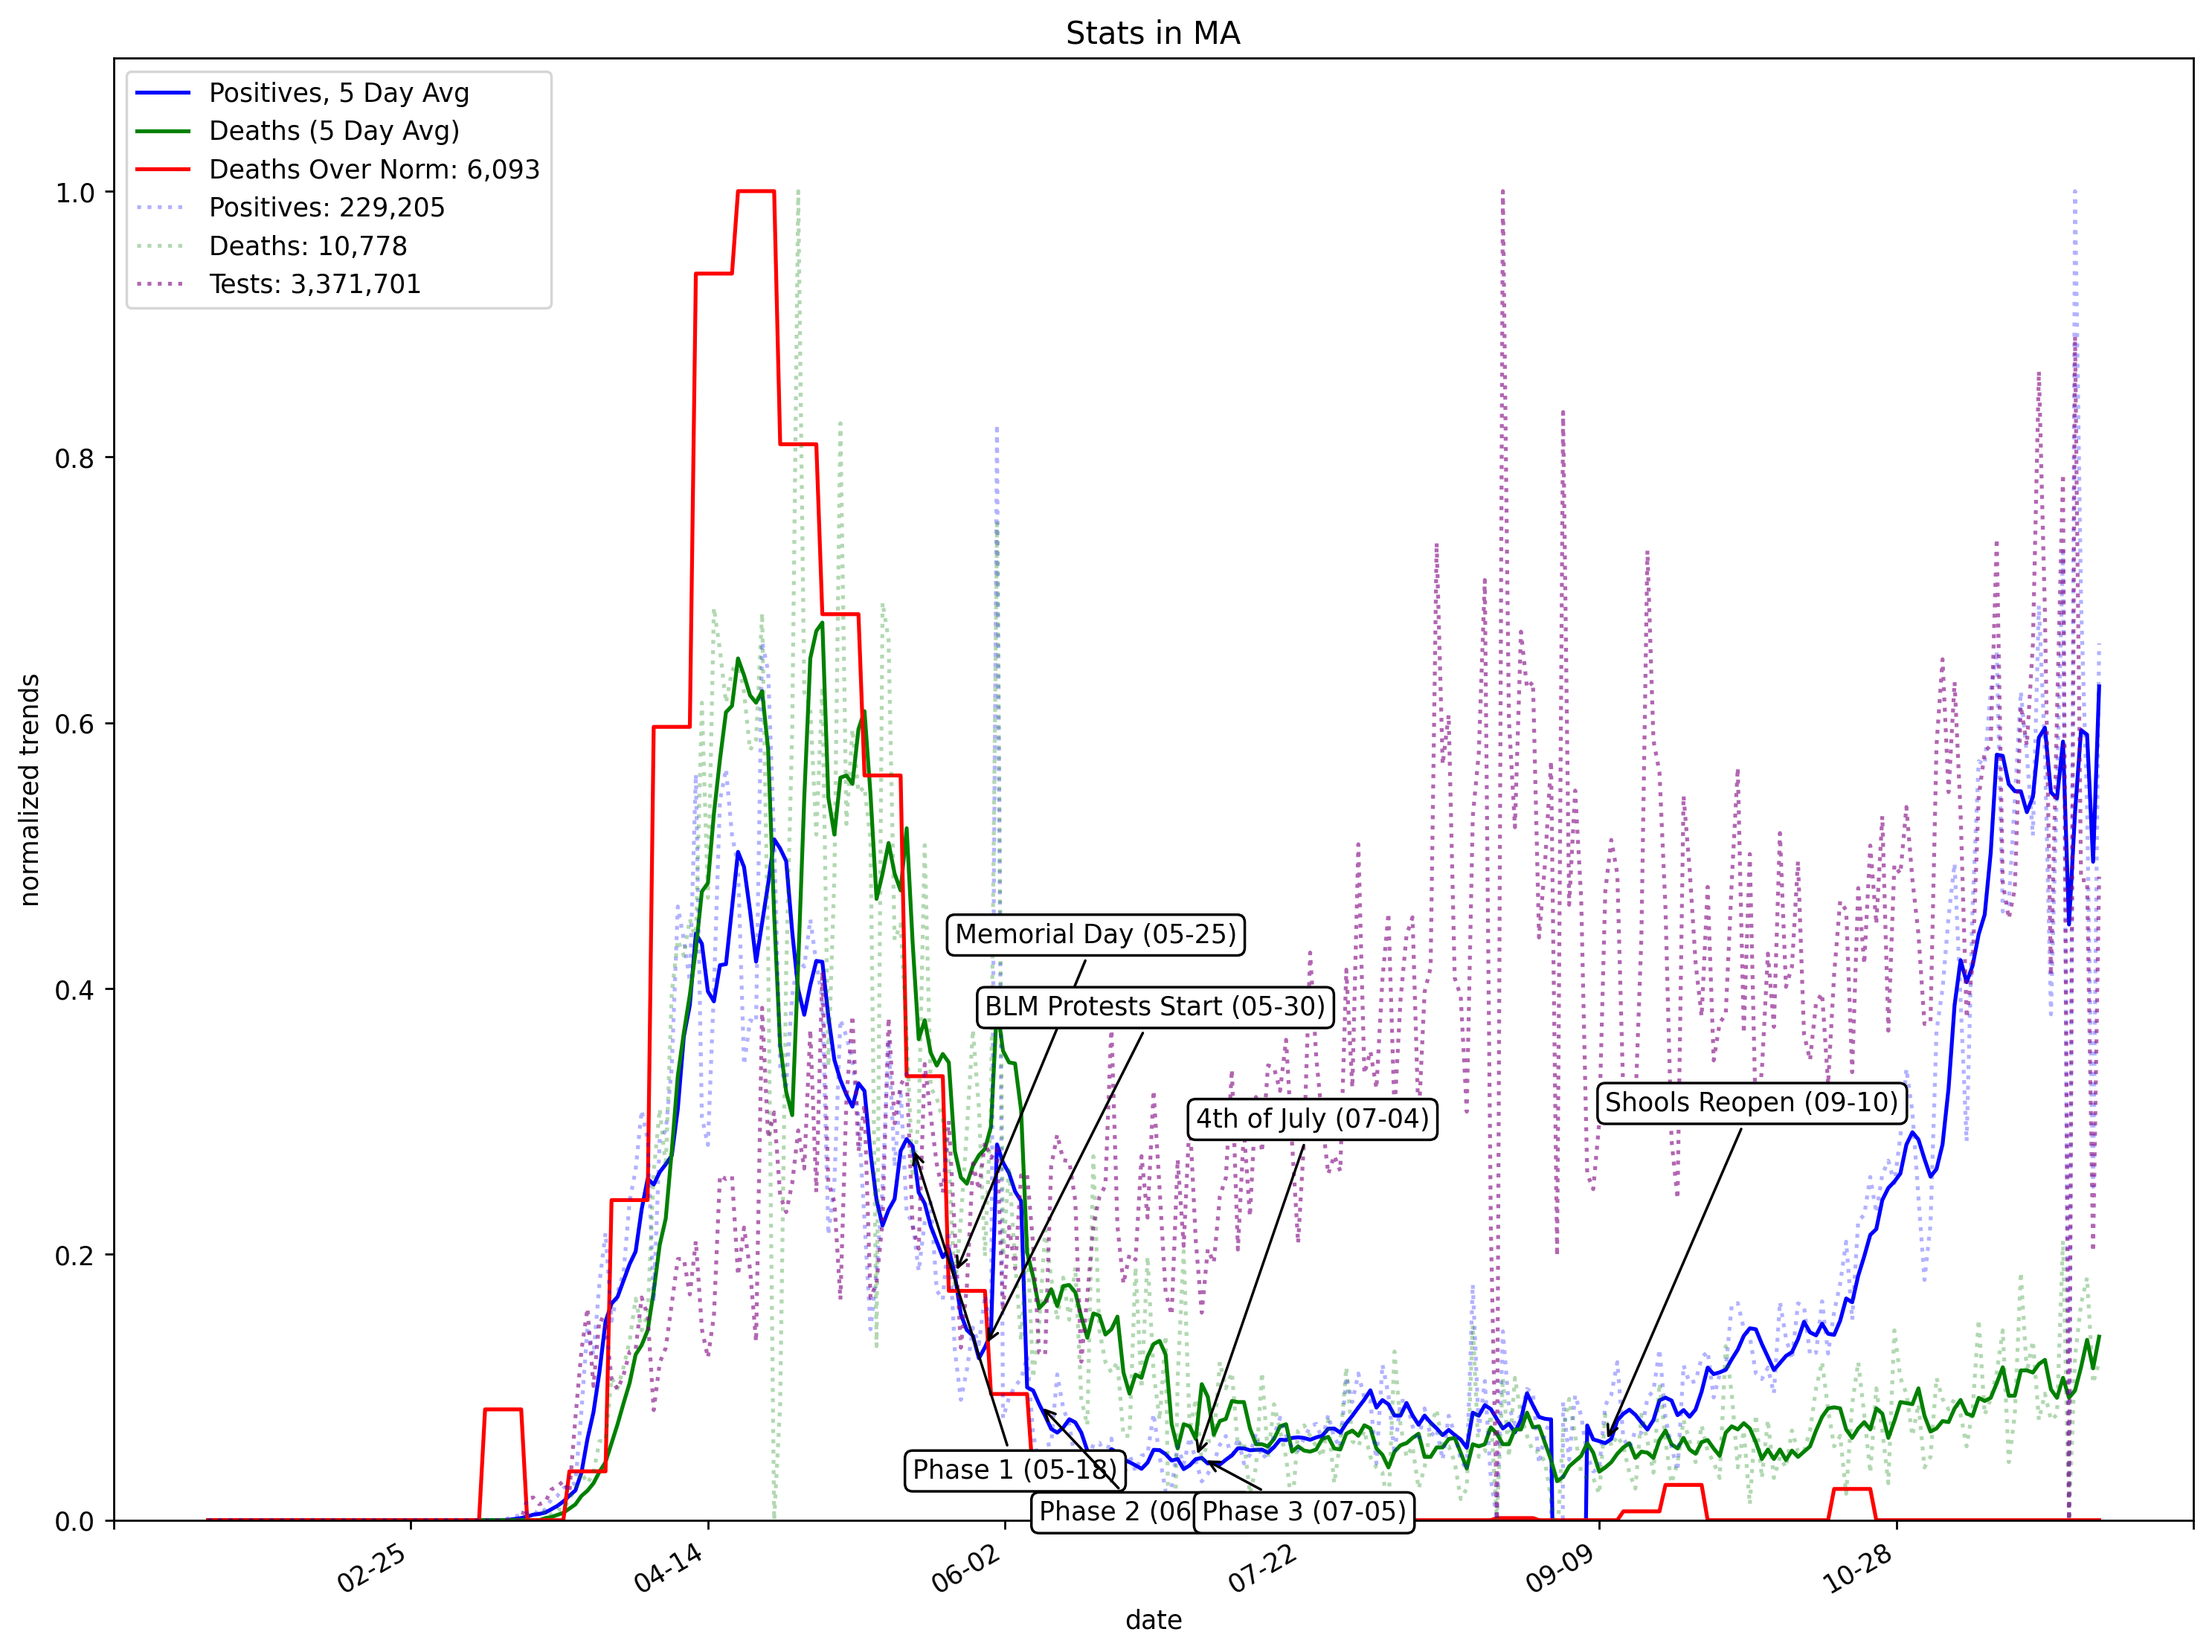 Stats in MA
Positives, 5 Day Avg
Deaths (5 Day Avg)
Deaths Over Norm: 6,093
Positives: 229,205
Deaths: 10,778
Tests: 3,371,701
normalized trends
1.0
0.8
0.6
0.4
0.2
0.0
Memorial Day (05-25)
BLM Protests Start (05-30)
4th of July (07-04)
Shools Reopen (09-10)
Phase 1 (05-18)
Phase 2 (06
Phase 3 (07-05)
02-25
04-14
06-02
07-22
09-09
10-28
date